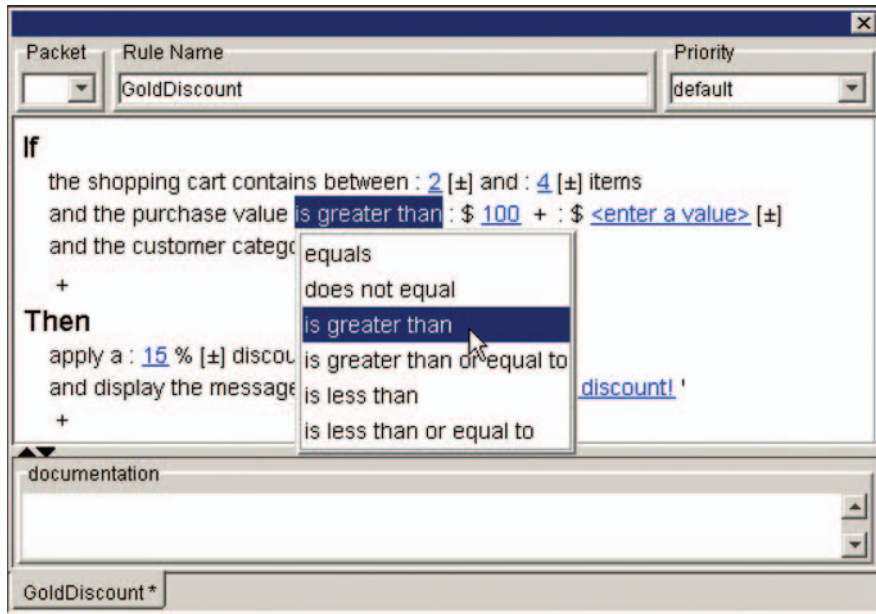 Packet Rule Name Priority
GoldDiscount default
If
the shopping cart contains between : 2 [±] and : 4 [±] items
and the purchase value is greater than : $ 100 + : $ <enter a value> [±]
and the customer
equals
does not equal
+
Then
is greater than
apply a : 15 % [±]
is greater than or equal to
and display the message
discount! '
is less than
+
is less than or equal to
documentation
GoldDiscount *